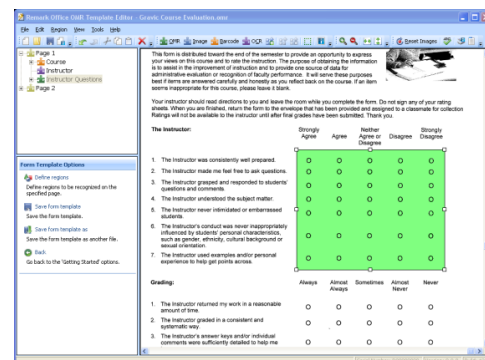 Remark Office OMR Template Editor - Gravic Course Evaluation.omr
File Edit Region View Tools Help
OMR Image Barcode OCR Reset Images
Page 1
Course
Instructor
Instructor Questions
Page 2
Form Template Options
Define regions
Define regions to be recognized on the
specified page.
Save form template
Save the form template.
Save form template as
Save the form template as another file.
Back
Go back to the 'Getting Started' options.
This form is distributed toward the end of the semester to provide an opportunity to express
your views on this course and to rate the instruction. The purpose of obtaining the information
is to assist in the improvement of instruction and to provide one source of data for
administrative evaluation or recognition of faculty performance. It will serve these purposes
best if items are answered carefully and honestly as you reflect back on the course. If an item
seems inappropriate for this course, please leave it blank.
Your instructor should read directions to you and leave the room while you complete the form. Do not sign any of your rating
sheets. When you are finished, return the form to the envelope that has been provided and assigned to a classmate for collection
Ratings will not be available to the instructor until after final grades have been submitted. Thank you.
The Instructor:
Strongly Agree
Agree
Neither Agree or Disagree
Disagree
Strongly Disagree
1. The Instructor was consistently well prepared.
2. The Instructor made me feel free to ask questions.
3. The Instructor grasped and responded to students'
questions and comments.
4. The Instructor understood the subject matter.
5. The Instructor never intimidated or embarrassed
students.
6. The Instructor's conduct was never inappropriately
influenced by students' personal characteristics,
such as gender, ethnicity, cultural background or
sexual orientation.
7. The Instructor used examples and/or personal
experience to help get points across.
Grading:
Always
Almost Always
Sometimes
Almost Never
Never
1. The Instructor returned my work in a reasonable
amount of time.
2. The Instructor graded in a consistent and
systematic way.
3. The Instructor's answer keys and/or individual
comments were sufficiently detailed to help me